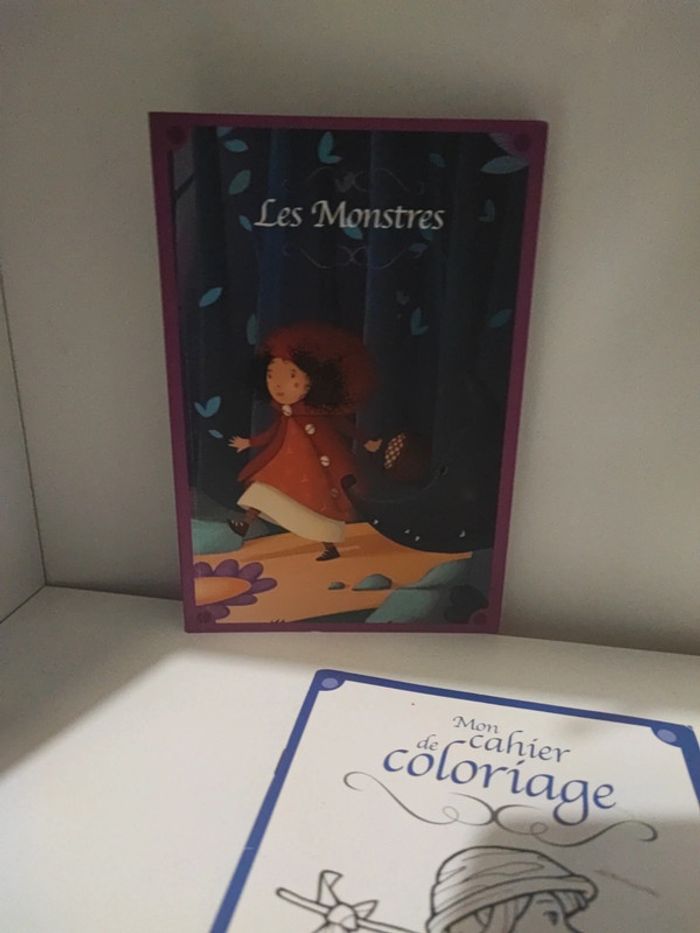 Les Monstres
Mon
cahier
de
coloriage